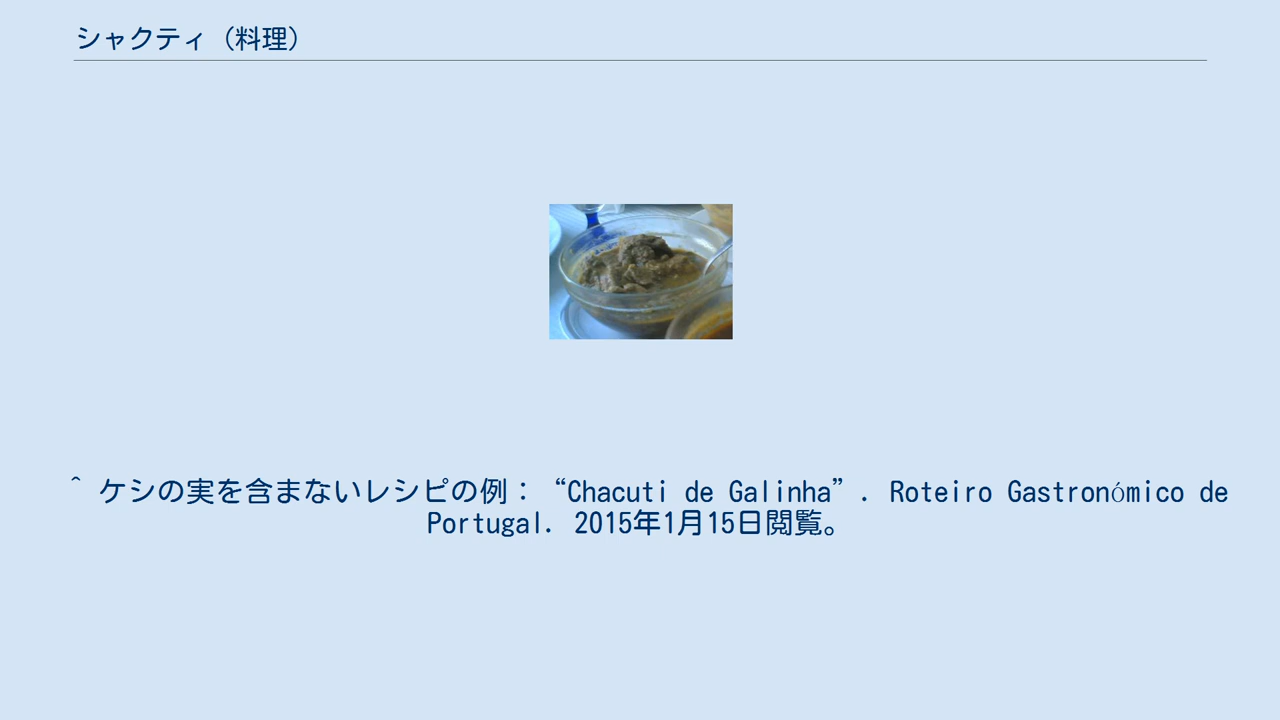 シャクティ（料理）
^ ケシの実を含まないレシピの例：“Chacuti de Galinha”. Roteiro Gastronómico de
Portugal. 2015年1月15日閲覧。